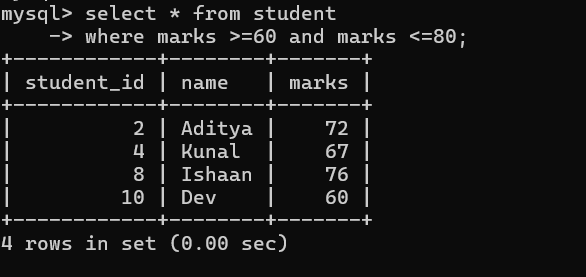 mysql> select * from student
    -> where marks >=60 and marks <=80;
+------------+--------+-------+
| student_id | name   | marks |
+------------+--------+-------+
|          2 | Aditya |    72 |
|          4 | Kunal  |    67 |
|          8 | Ishaan |    76 |
|         10 | Dev    |    60 |
+------------+--------+-------+
4 rows in set (0.00 sec)